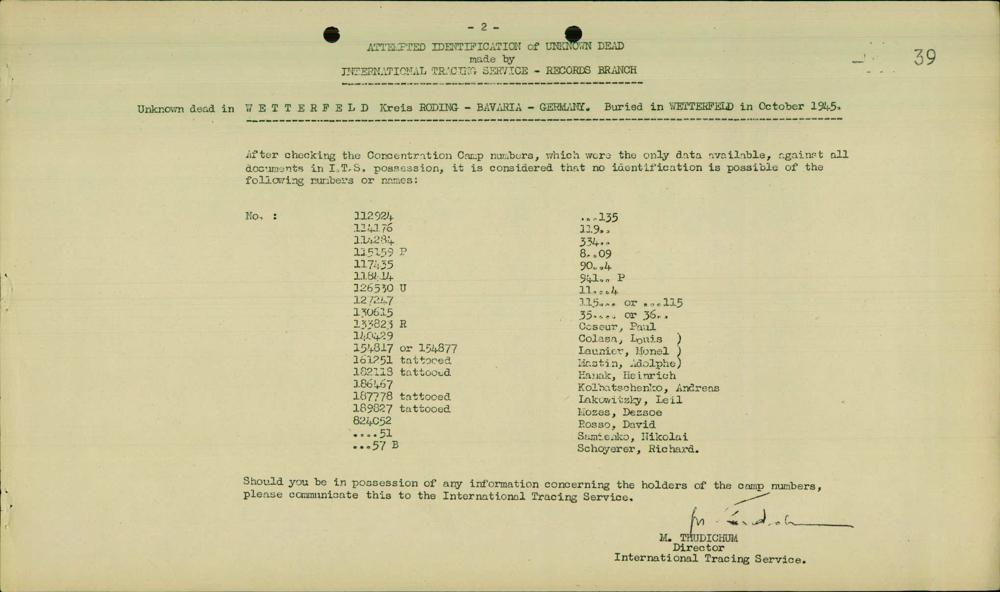 - 2 -
ATTEMPTED IDENTIFICATION of UNKNOWN DEAD
made by
INTERNATIONAL TRACING SERVICE - RECORDS BRANCH
39
Unknown dead in W E T T E R F E L D Kreis RODING - BAVARIA - GERMANY. Buried in WETTERFELD in October 1945.
After checking the Concentration Camp numbers, which were the only data available, against all
documents in I.T.S. possession, it is considered that no identification is possible of the
following numbers or names:
No. :
112924
114176
114284
115159 P
117435
118414
126530 U
127247
130615
133823 R
140429
154817 or 154877
161251 tattooed
182113 tattooed
186467
187778 tattooed
189827 tattooed
824052
....51
...57 B
...135
119..
334..
8..09
90..4
941.. P
11....4
115... or ...115
35.... or 36..
Coseur, Paul
Colasa, Louis )
Launier, Monel )
Mastin, Adolphe)
Hanak, Heinrich
Kolbatschenko, Andreas
Lakowitzky, Leil
Mozes, Dezsoe
Rosso, David
Samtenko, Nikolai
Schoyerer, Richard.
Should you be in possession of any information concerning the holders of the camp numbers,
please communicate this to the International Tracing Service.
M. THUDICHUM
Director
International Tracing Service.